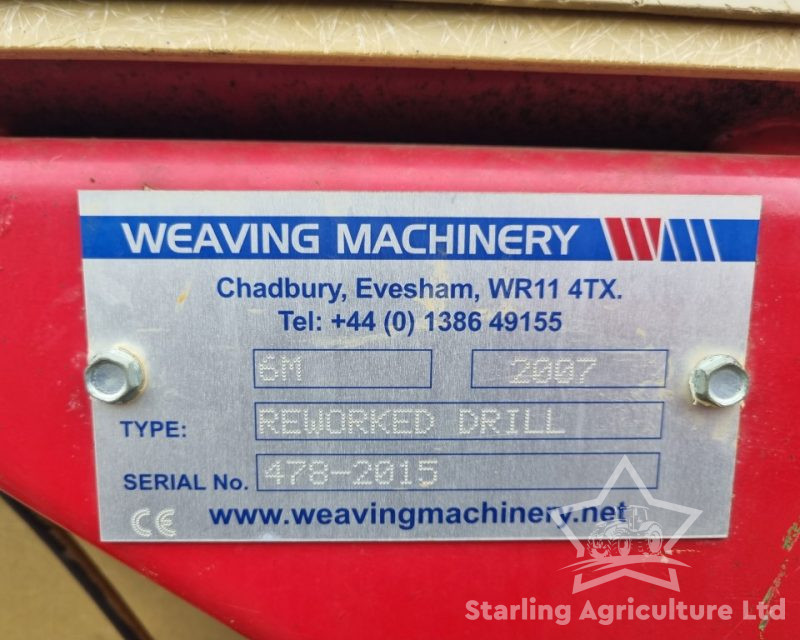 WEAVING MACHINERY
Chadbury, Evesham, WR11 4TX.
Tel: +44 (0) 1386 49155
6M 2007
TYPE: REWORKED DRILL
SERIAL No. 478-2015
CE www.weavingmachinery.net
Starling Agriculture Ltd